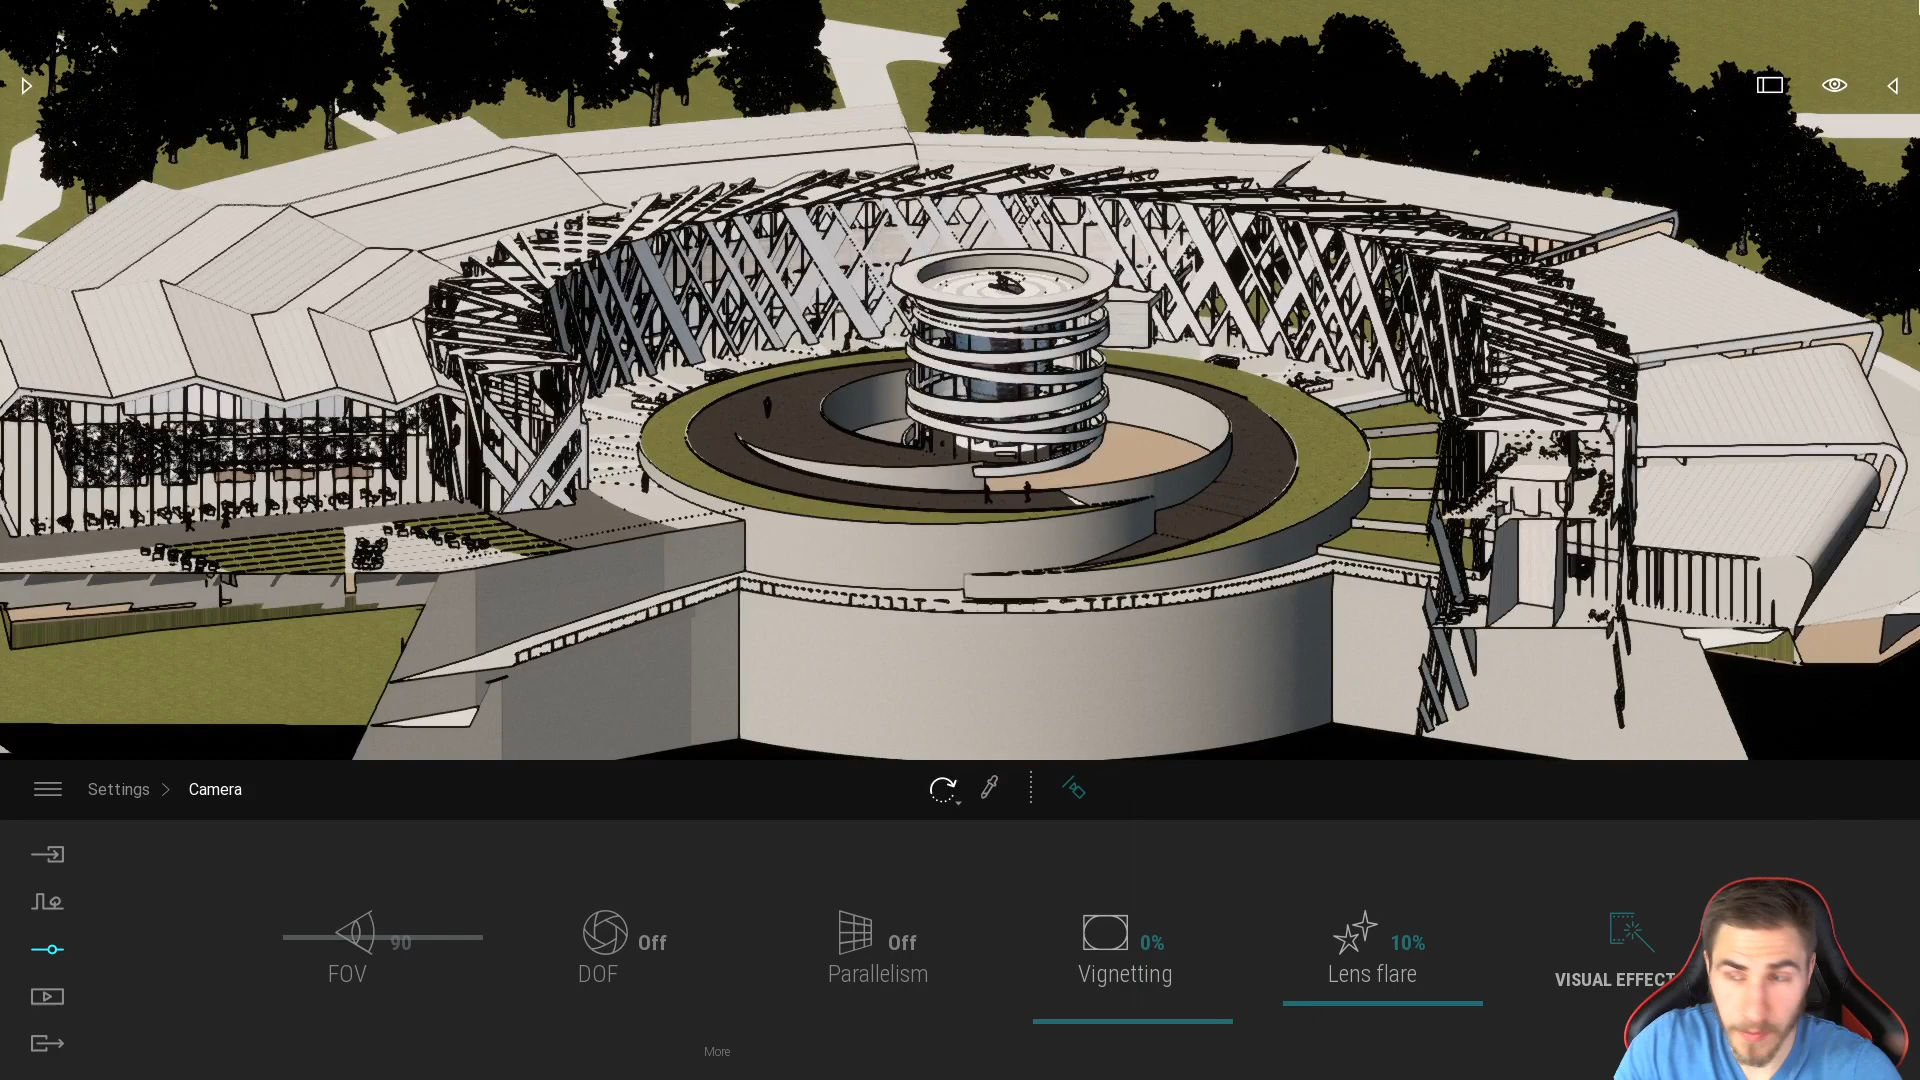 Settings > Camera
90
FOV
Off
DOF
Off
Parallelism
0%
Vignetting
10%
Lens flare
VISUAL EFFECT
More